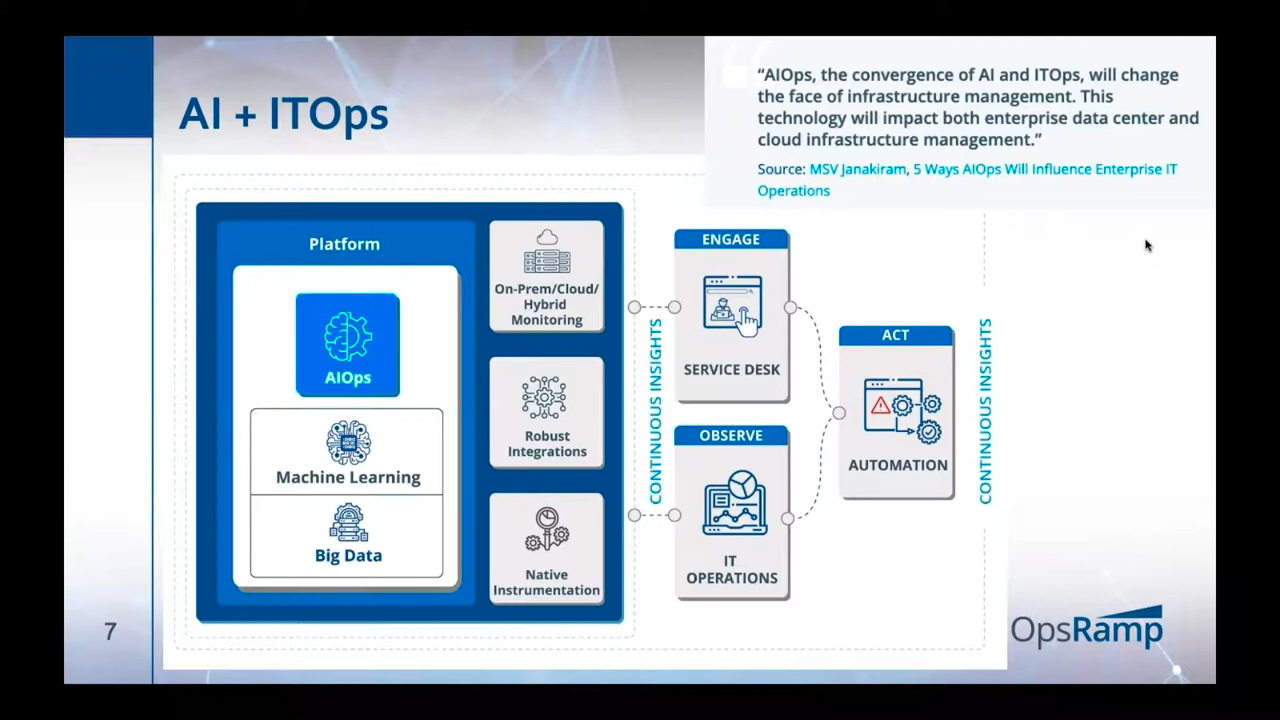 AI + ITOps
“AIOps, the convergence of AI and ITOps, will change
the face of infrastructure management. This
technology will impact both enterprise data center and
cloud infrastructure management.”
Source: MSV Janakiram, 5 Ways AIOps Will Influence Enterprise IT
Operations
Platform
AIOps
Machine Learning
Big Data
On-Prem/Cloud/
Hybrid
Monitoring
Robust
Integrations
Native
Instrumentation
CONTINUOUS INSIGHTS
ENGAGE
SERVICE DESK
OBSERVE
IT
OPERATIONS
ACT
AUTOMATION
CONTINUOUS INSIGHTS
7
OpsRamp